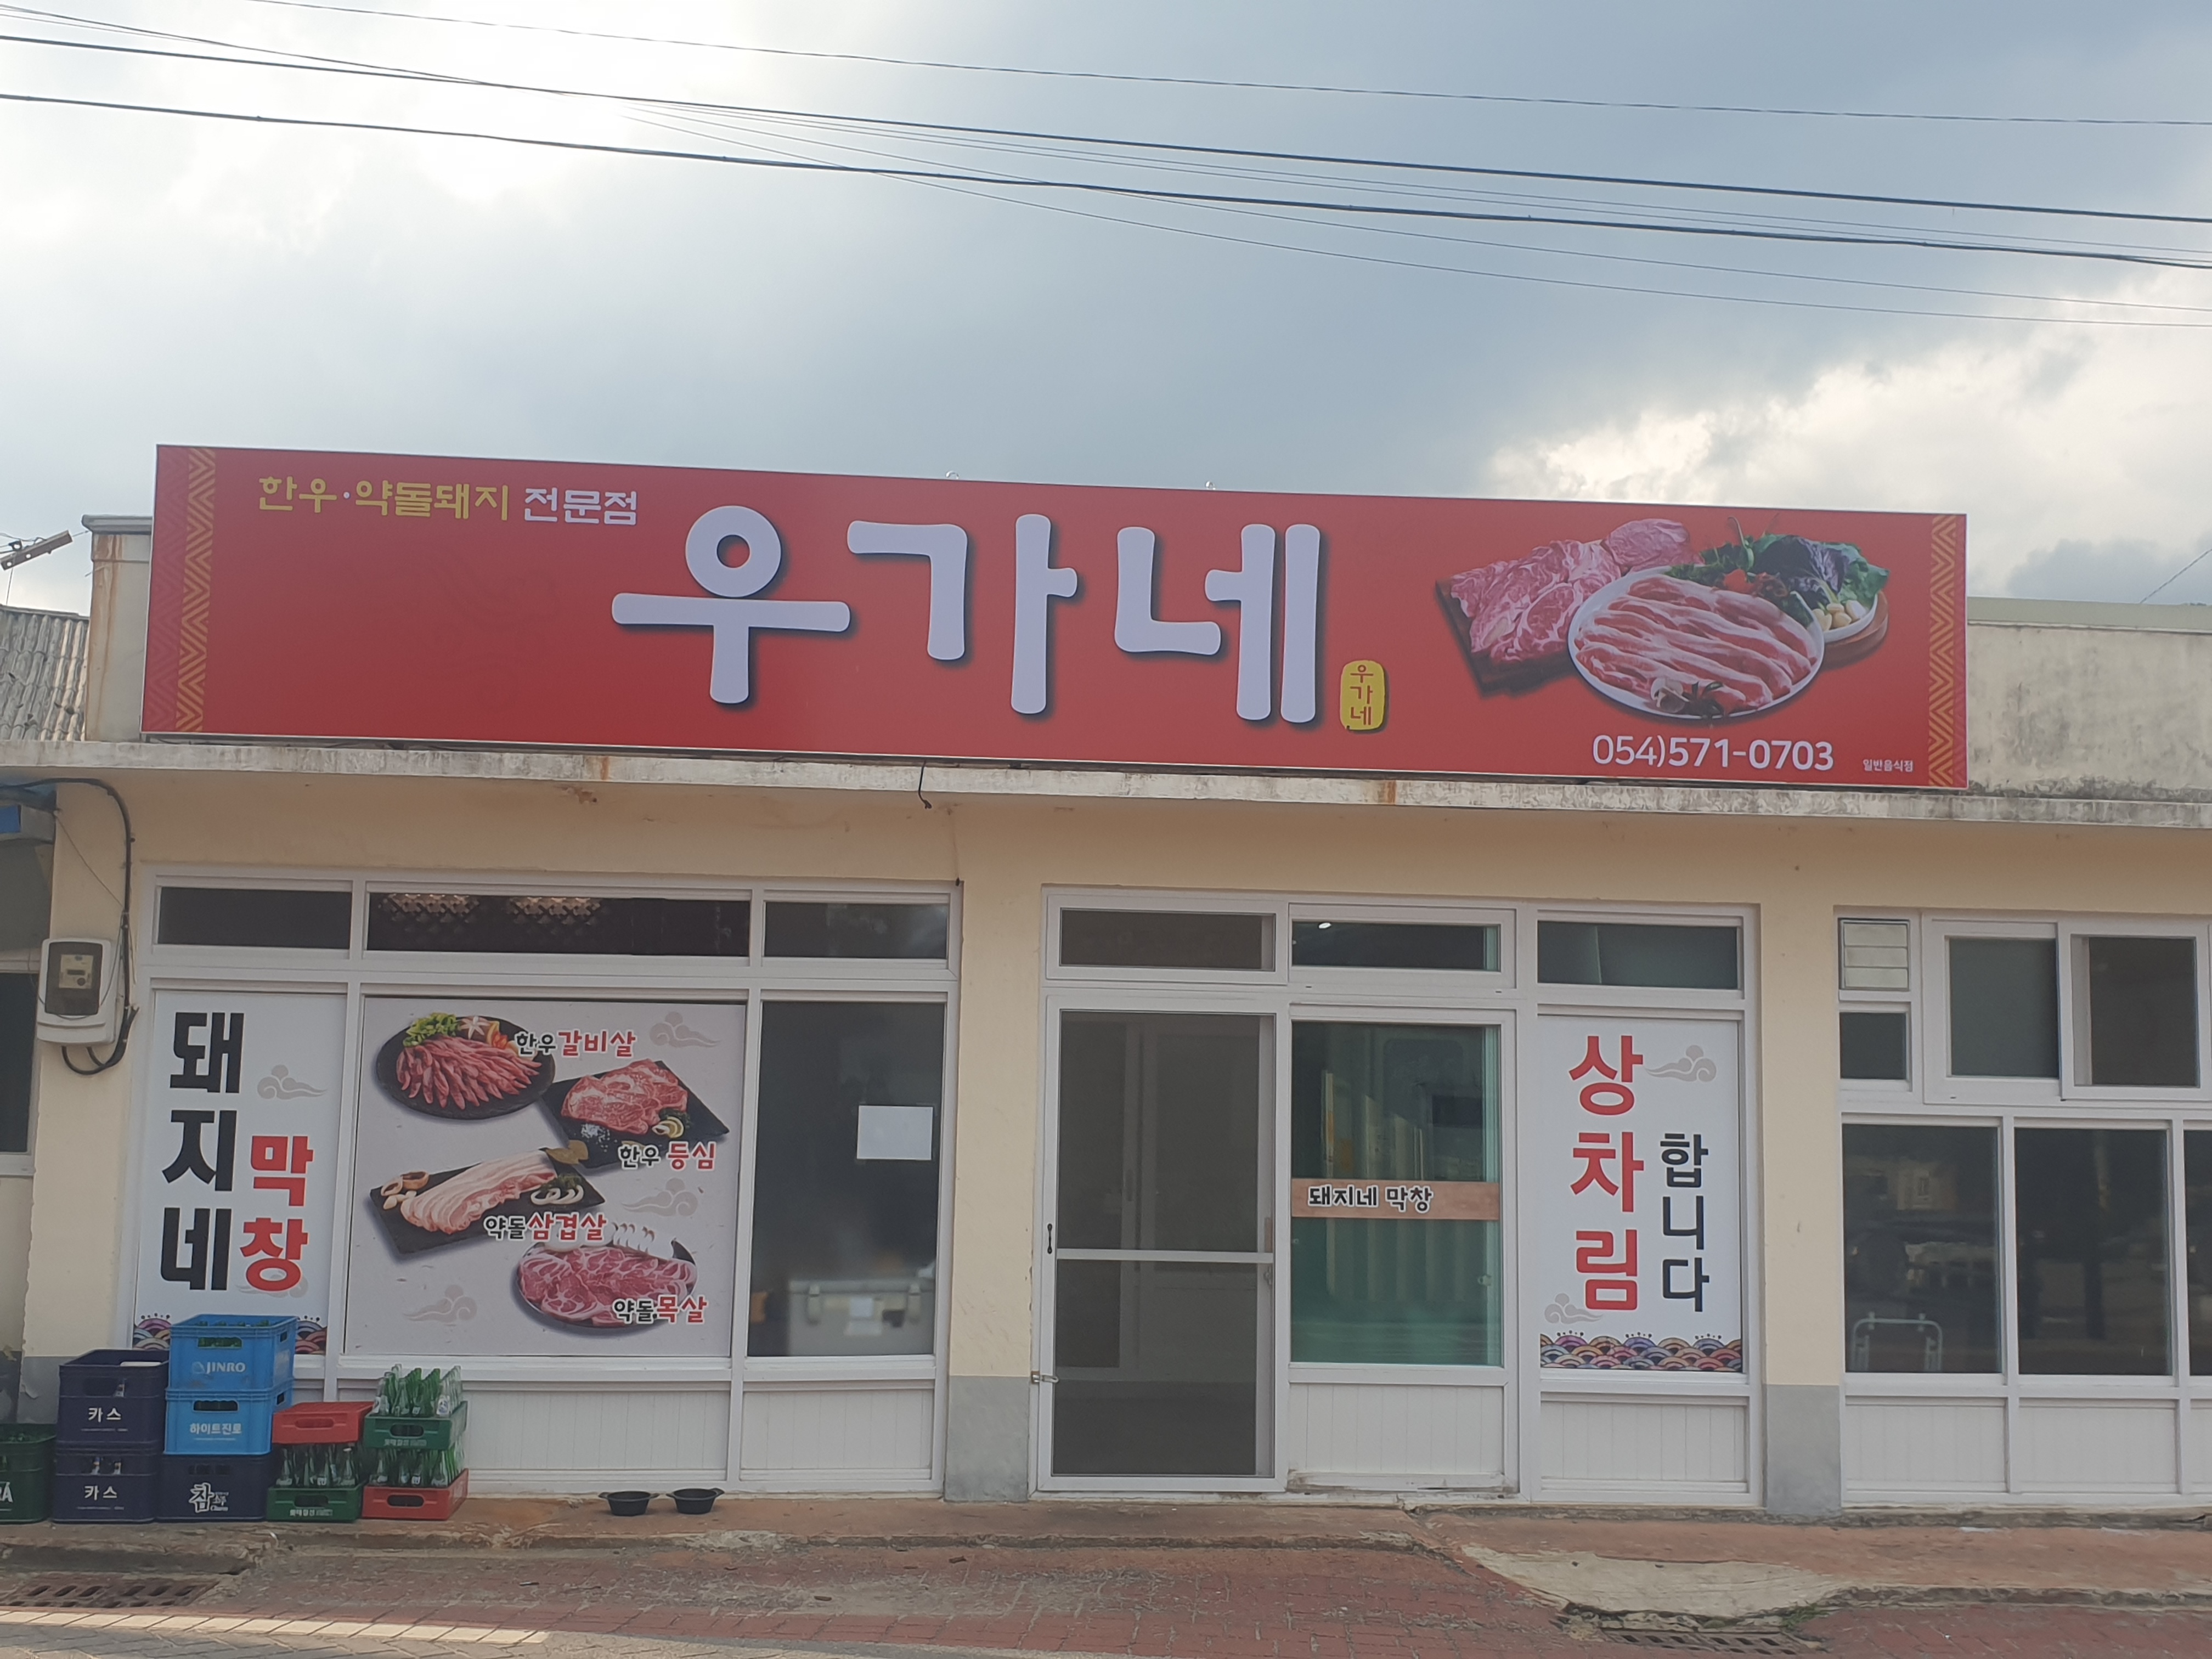 한우·약돌돼지 전문점
우가네
우가네
054)571-0703
일반음식점
돼지네
막창
한우갈비살
한우 등심
약돌삼겹살
약돌목살
돼지네 막창
상차림
합니다
JINRO
하이트진로
카스
카스
참